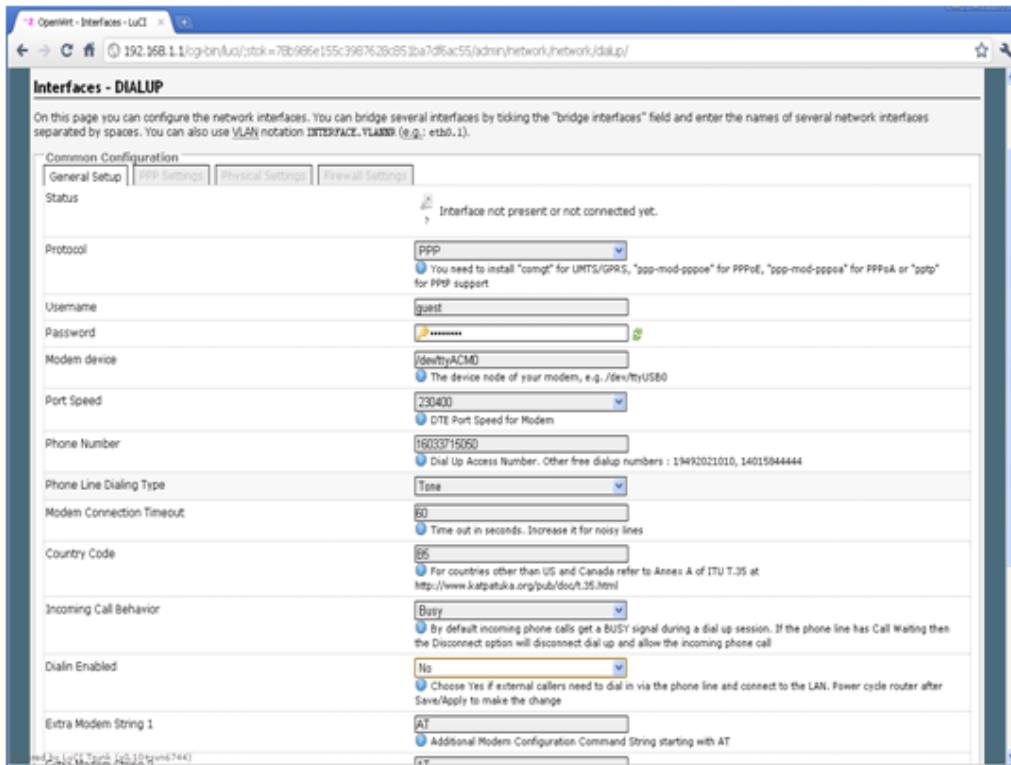 OpenWrt - Interfaces - LuCI
192.168.1.1/cgi-bin/luci/;stok=78b986e155c3987628c851ba7df6ac55/admin/network/network/dialup/
Interfaces - DIALUP
On this page you can configure the network interfaces. You can bridge several interfaces by ticking the "bridge interfaces" field and enter the names of several network interfaces
separated by spaces. You can also use VLAN notation INTERFACE.VLANNR (e.g.: eth0.1).
Common Configuration
General Setup PPP Settings Physical Settings Firewall Settings
Status
Interface not present or not connected yet.
Protocol
PPP
You need to install "comgt" for UMTS/GPRS, "ppp-mod-pppoe" for PPPoE, "ppp-mod-pppoa" for PPPoA or "pptp"
for PPtP support
Username
guest
Password
Modem device
/dev/ttyACM0
The device node of your modem, e.g. /dev/ttyUSB0
Port Speed
230400
DTE Port Speed for Modem
Phone Number
16033715050
Dial Up Access Number. Other free dialup numbers : 19492021010, 14015844444
Phone Line Dialing Type
Tone
Modem Connection Timeout
60
Time out in seconds. Increase it for noisy lines
Country Code
B5
For countries other than US and Canada refer to Annex A of ITU T.35 at
http://www.katpatuka.org/pub/doc/t.35.html
Incoming Call Behavior
Busy
By default incoming phone calls get a BUSY signal during a dial up session. If the phone line has Call Waiting then
the Disconnect option will disconnect dial up and allow the incoming phone call
Dialin Enabled
No
Choose Yes if external callers need to dial in via the phone line and connect to the LAN. Power cycle router after
Save/Apply to make the change
Extra Modem String 1
AT
Additional Modem Configuration Command String starting with AT